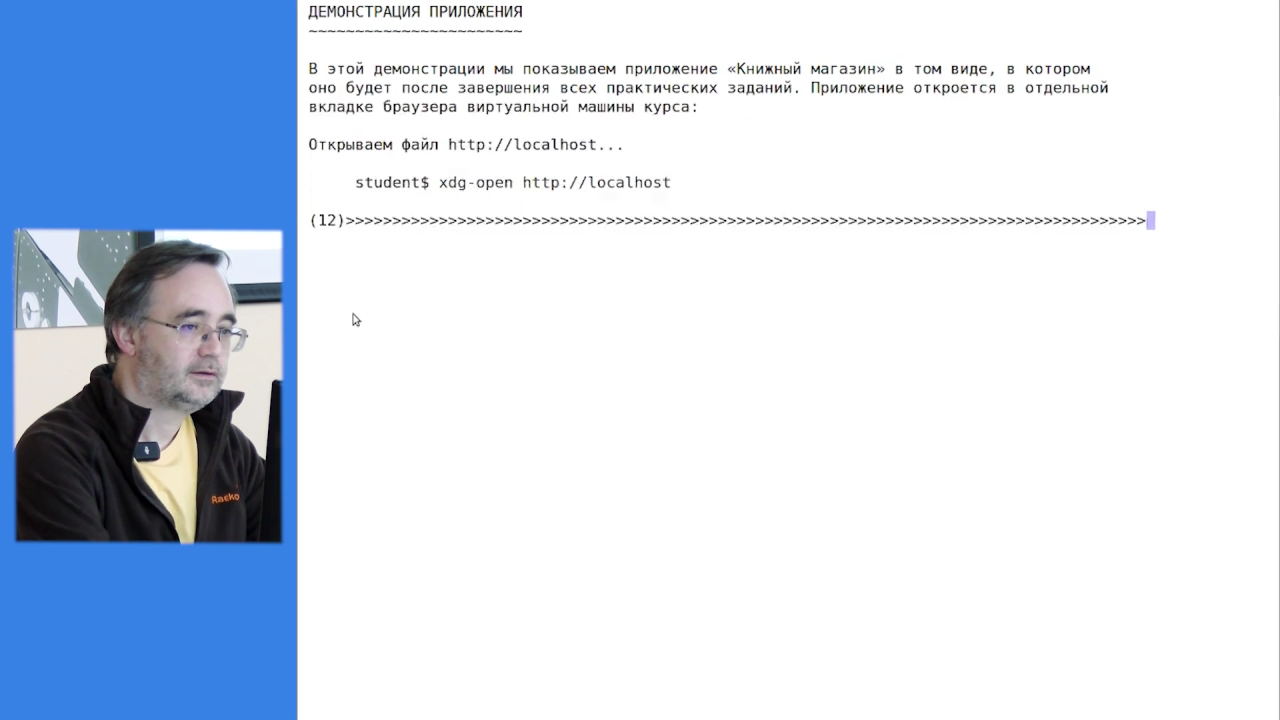 ДЕМОНСТРАЦИЯ ПРИЛОЖЕНИЯ
~~~~~~~~~~~~~~~~~~~~~~~
В этой демонстрации мы показываем приложение «Книжный магазин» в том виде, в котором
оно будет после завершения всех практических заданий. Приложение откроется в отдельной
вкладке браузера виртуальной машины курса:
Открываем файл http://localhost...
student$ xdg-open http://localhost
(12)>>>>>>>>>>>>>>>>>>>>>>>>>>>>>>>>>>>>>>>>>>>>>>>>>>>>>>>>>>>>>>>>>>>>>>>>>>>>>>>>>>>>>>